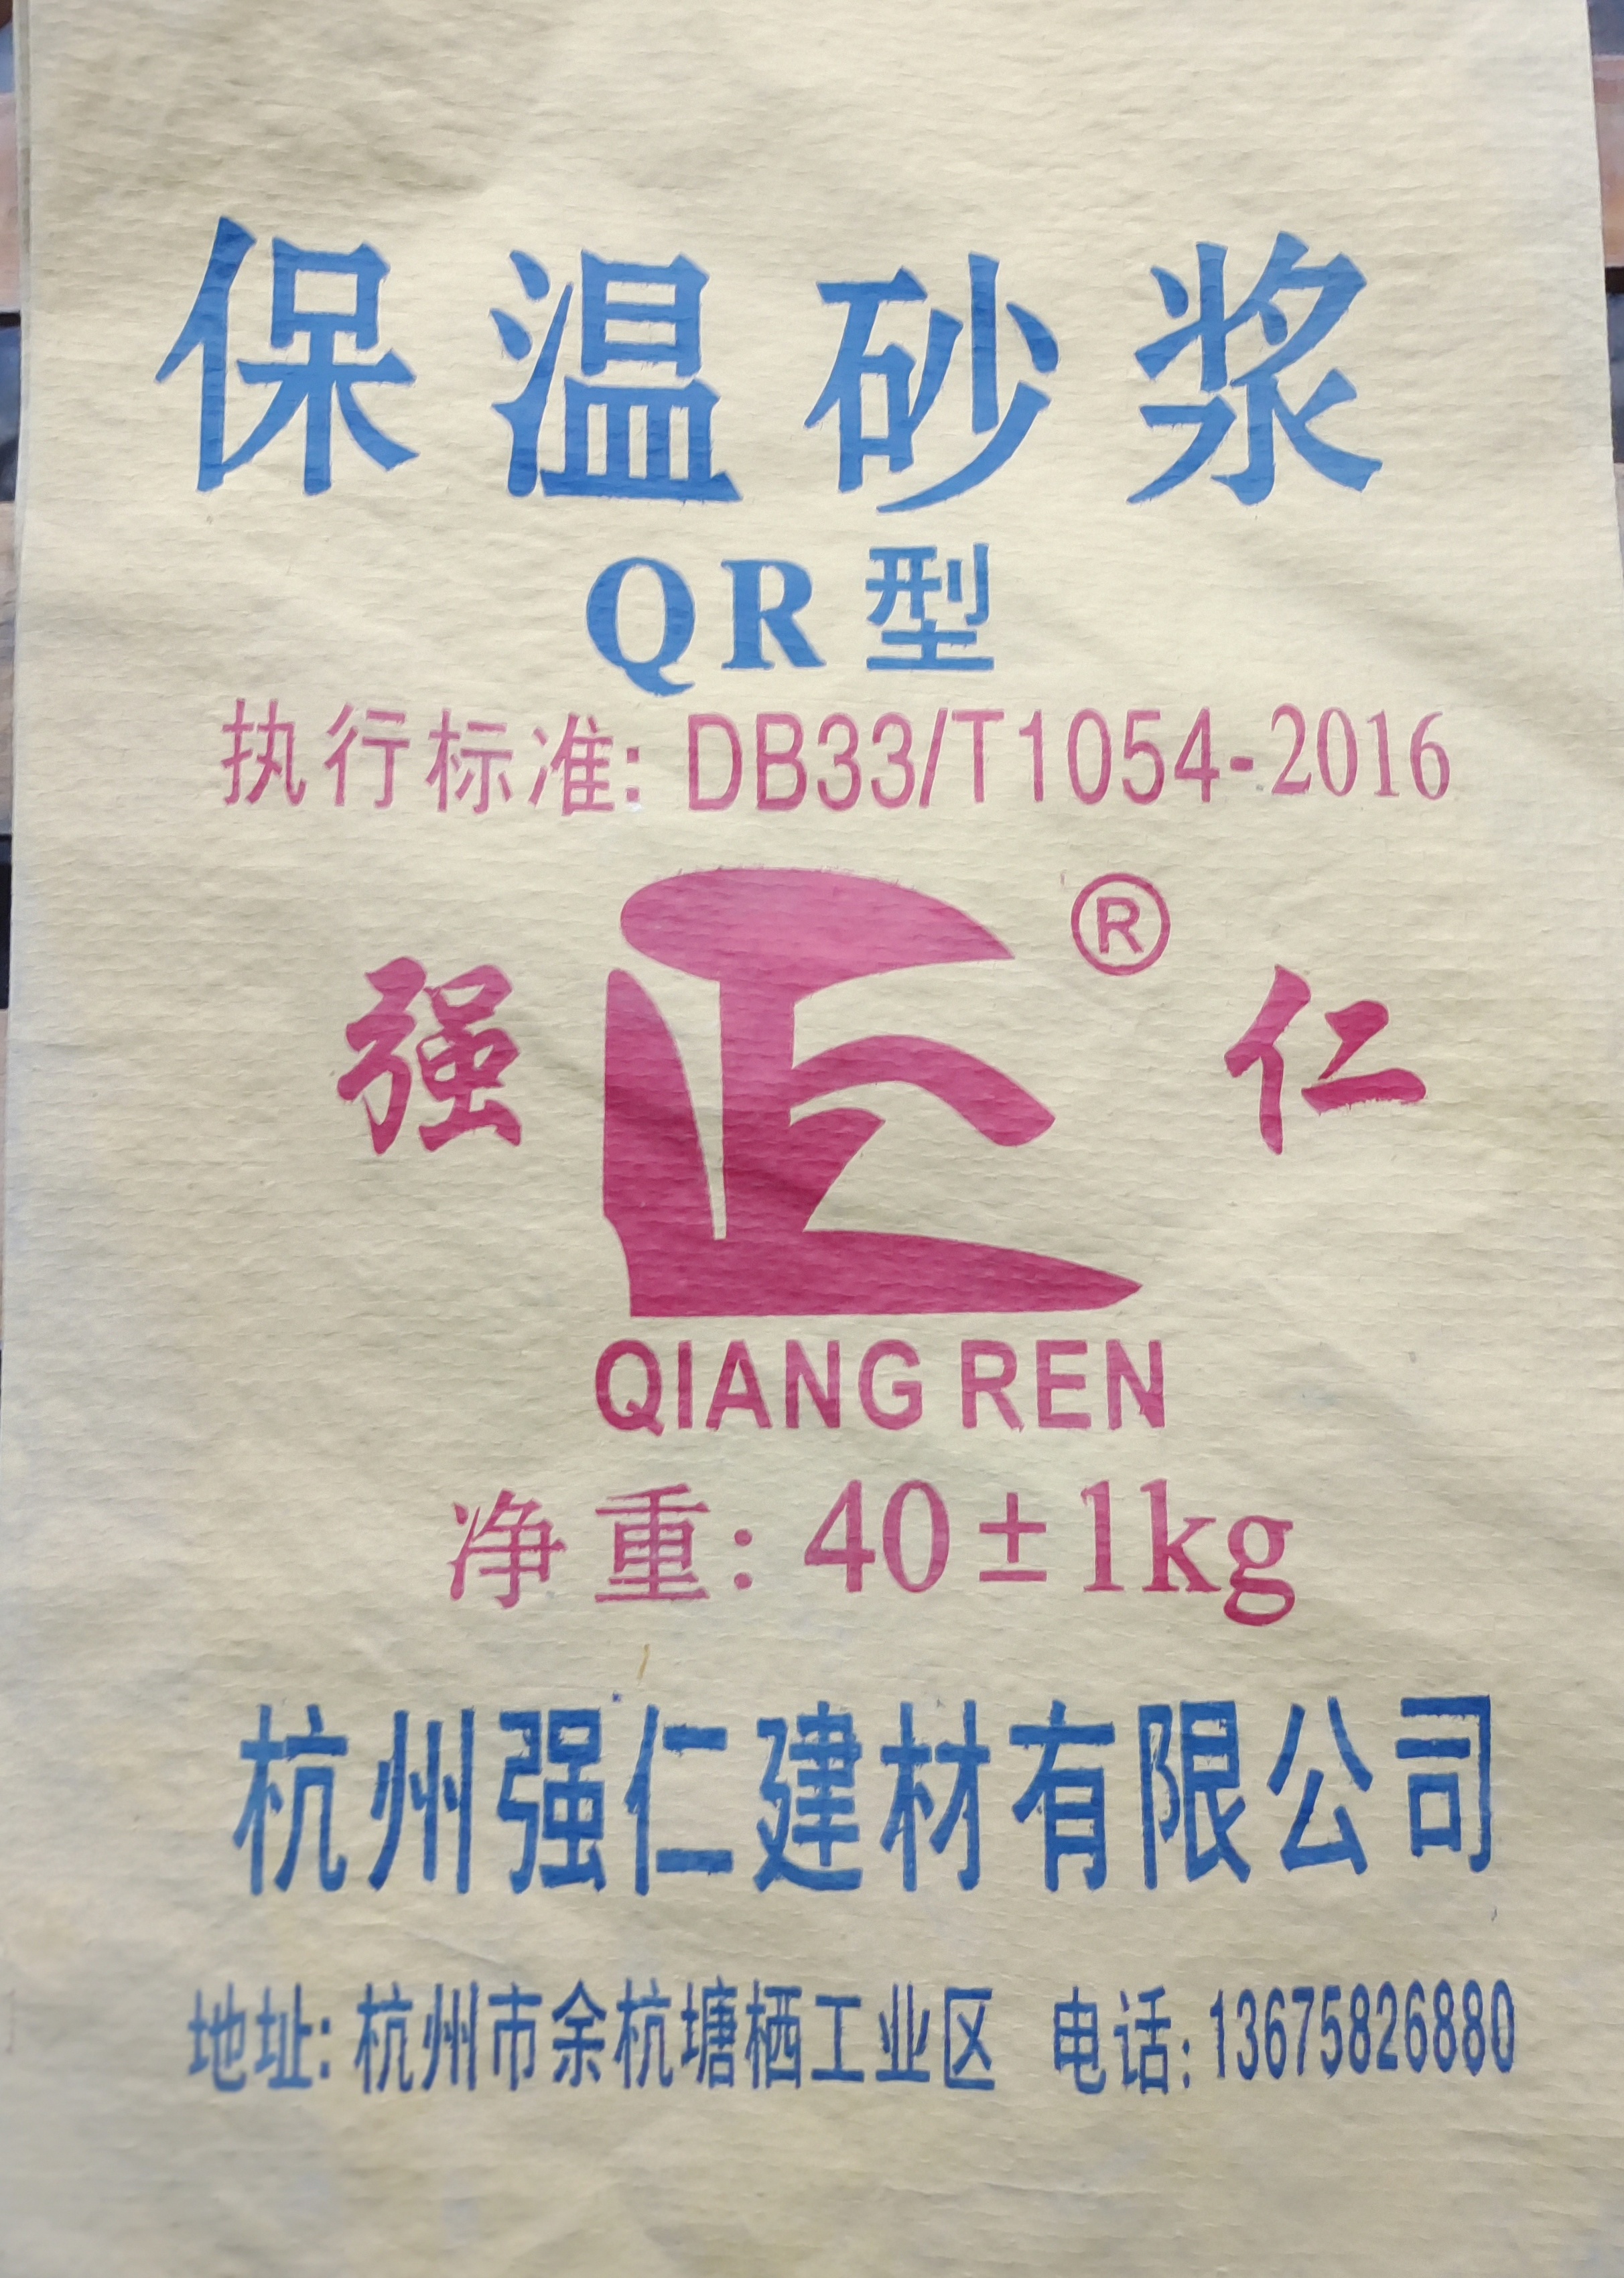 保温砂浆
QR型
执行标准: DB33/T1054-2016
®
强 仁
QIANG REN
净重: 40±1kg
杭州强仁建材有限公司
地址: 杭州市余杭塘栖工业区 电话: 13675826880